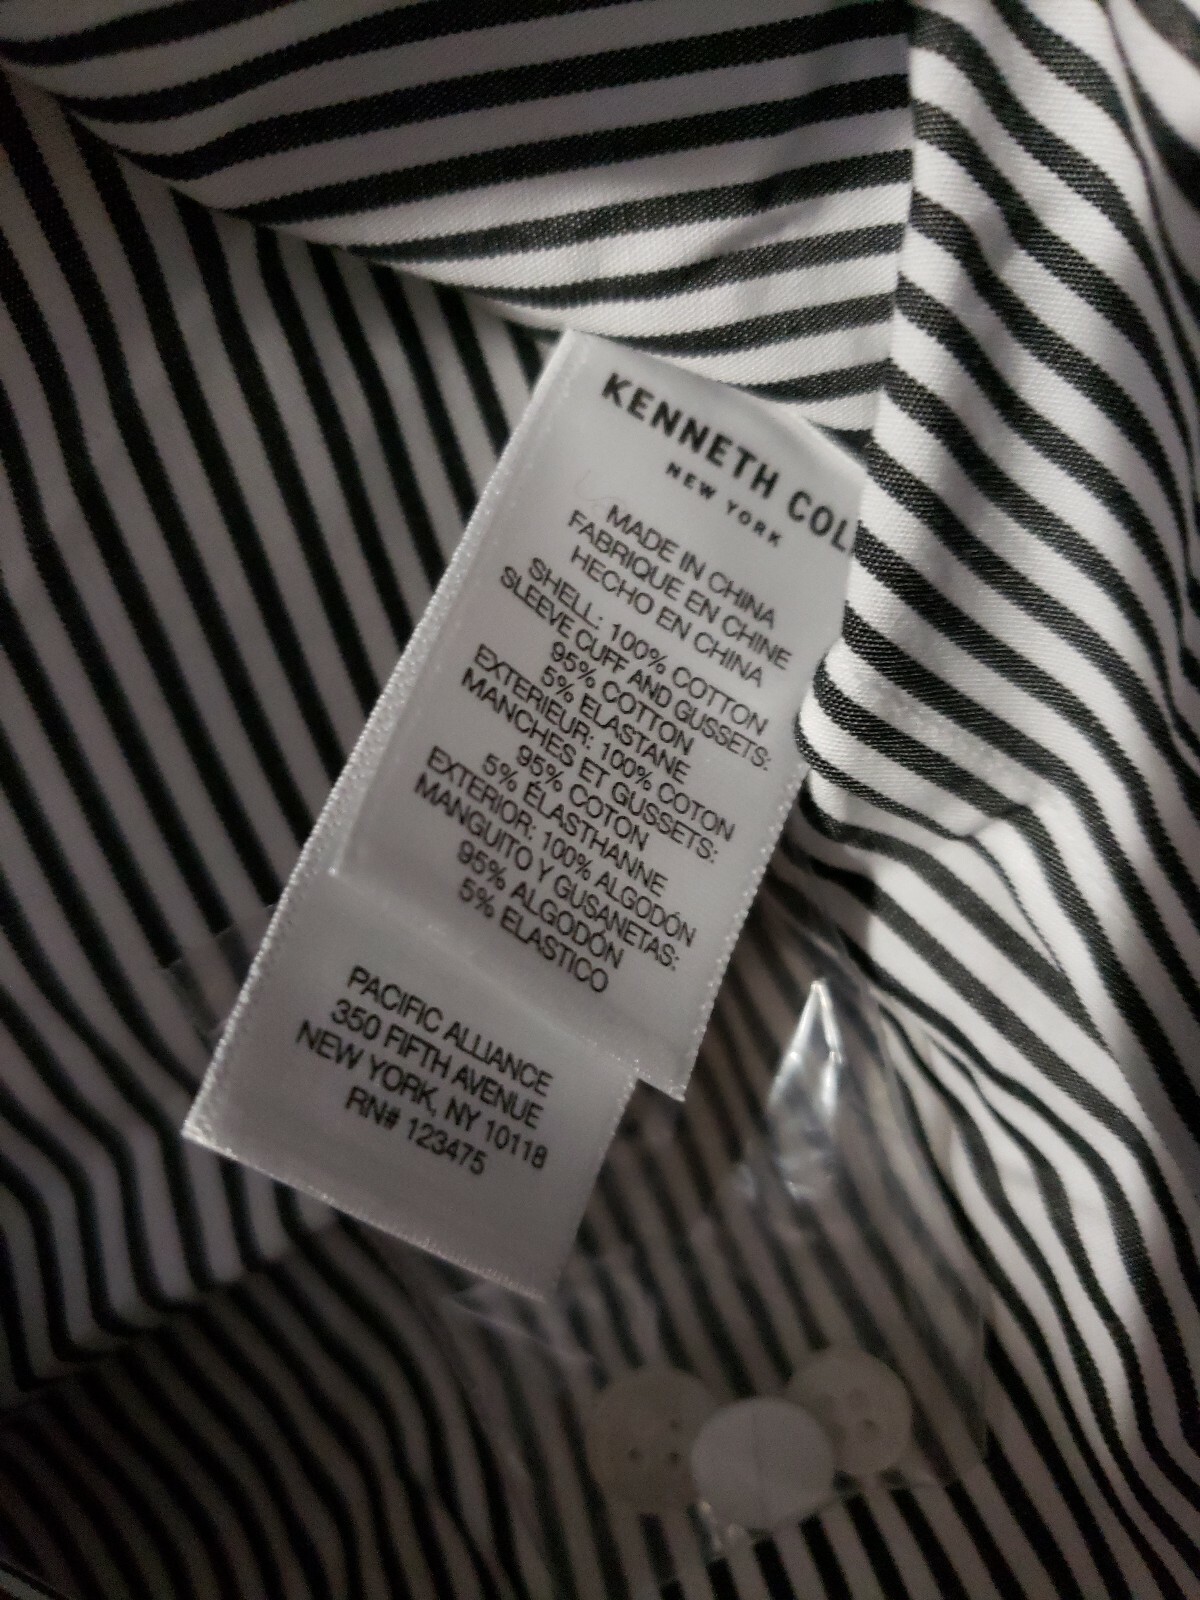 KENNETH COL
NEW YORK
MADE IN CHINA
FABRIQUE EN CHINE
HECHO EN CHINA
SHELL: 100% COTTON
SLEEVE CUFF AND GUSSETS:
95% COTTON
5% ELASTANE
EXTERIEUR: 100% COTON
MANCHES ET GUSSETS:
95% COTON
5% ÉLASTHANNE
EXTERIOR: 100% ALGODÓN
MANGUITO Y GUSANETAS:
95% ALGODÓN
5% ELASTICO
PACIFIC ALLIANCE
350 FIFTH AVENUE
NEW YORK, NY 10118
RN# 123475